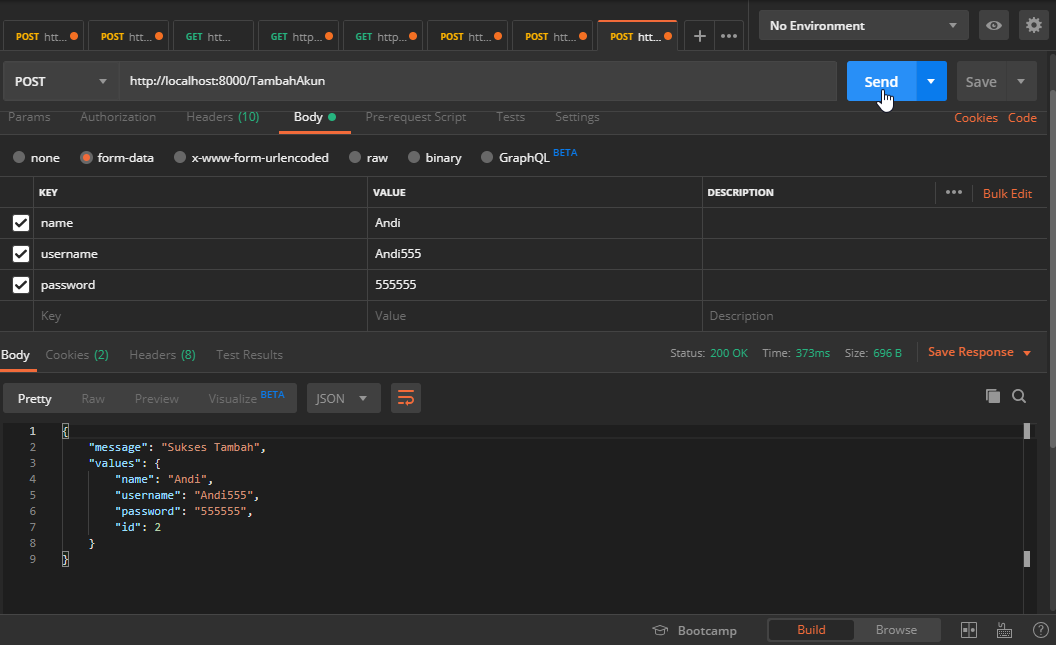 POST htt... POST htt... GET htt... GET http... GET http... POST htt... POST htt... POST htt... + ••• No Environment
POST http://localhost:8000/TambahAkun Send Save
Params Authorization Headers (10) Body Pre-request Script Tests Settings Cookies Code
none form-data x-www-form-urlencoded raw binary GraphQL BETA
KEY VALUE DESCRIPTION ••• Bulk Edit
name Andi
username Andi555
password 555555
Key Value Description
Body Cookies (2) Headers (8) Test Results Status: 200 OK Time: 373ms Size: 696 B Save Response
Pretty Raw Preview Visualize BETA JSON
1 {
2 "message": "Sukses Tambah",
3 "values": {
4 "name": "Andi",
5 "username": "Andi555",
6 "password": "555555",
7 "id": 2
8 }
9 }
Bootcamp Build Browse ?